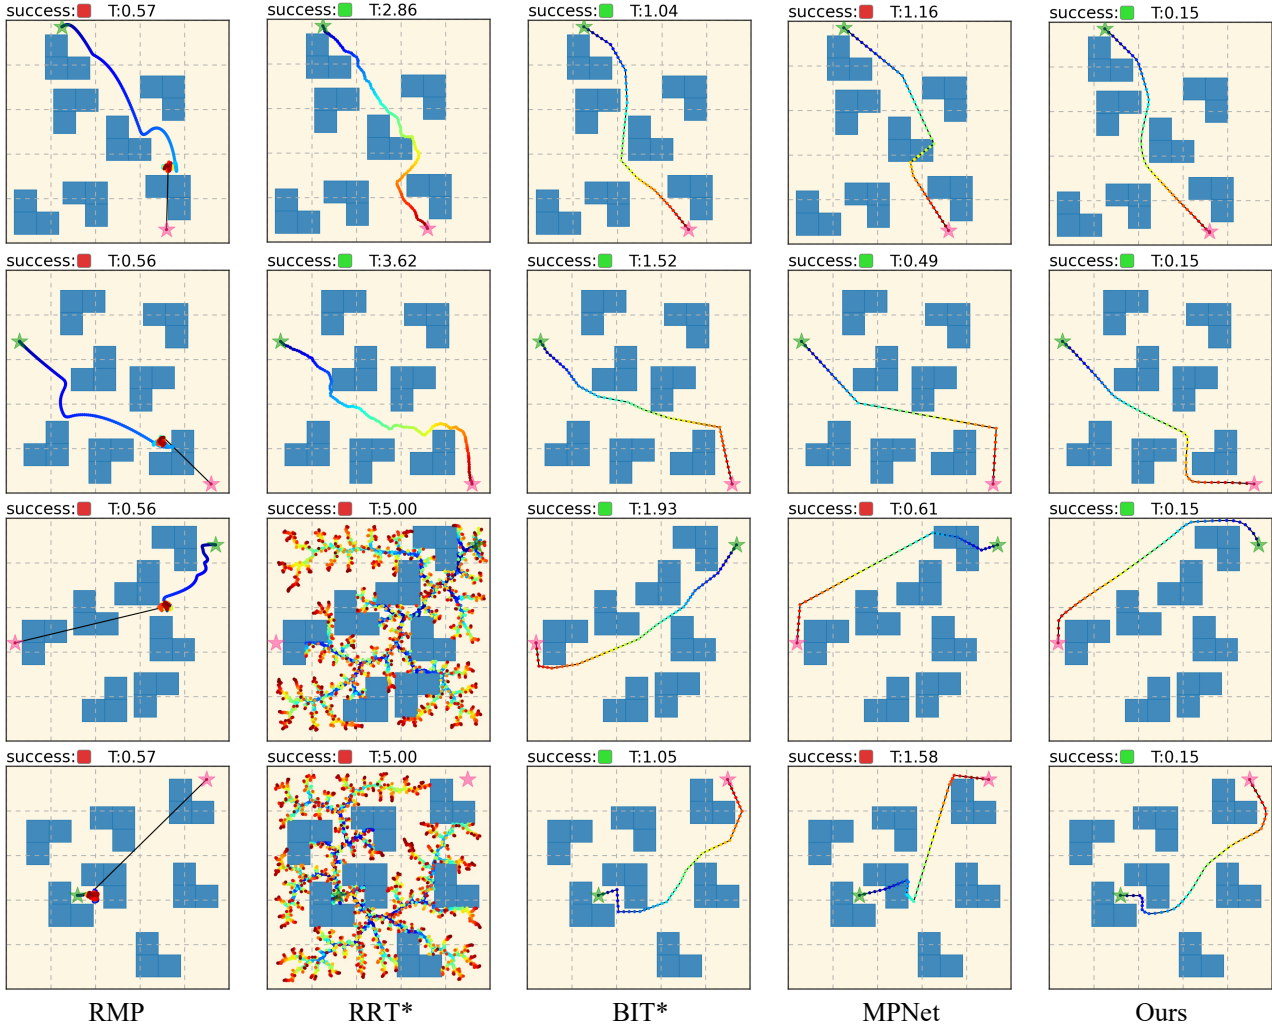 success: T:0.57 success: T:2.86 success: T:1.04 success: T:1.16 success: T:0.15
success: T:0.56 success: T:3.62 success: T:1.52 success: T:0.49 success: T:0.15
success: T:0.56 success: T:5.00 success: T:1.93 success: T:0.61 success: T:0.15
success: T:0.57 success: T:5.00 success: T:1.05 success: T:1.58 success: T:0.15
RMP RRT* BIT* MPNet Ours